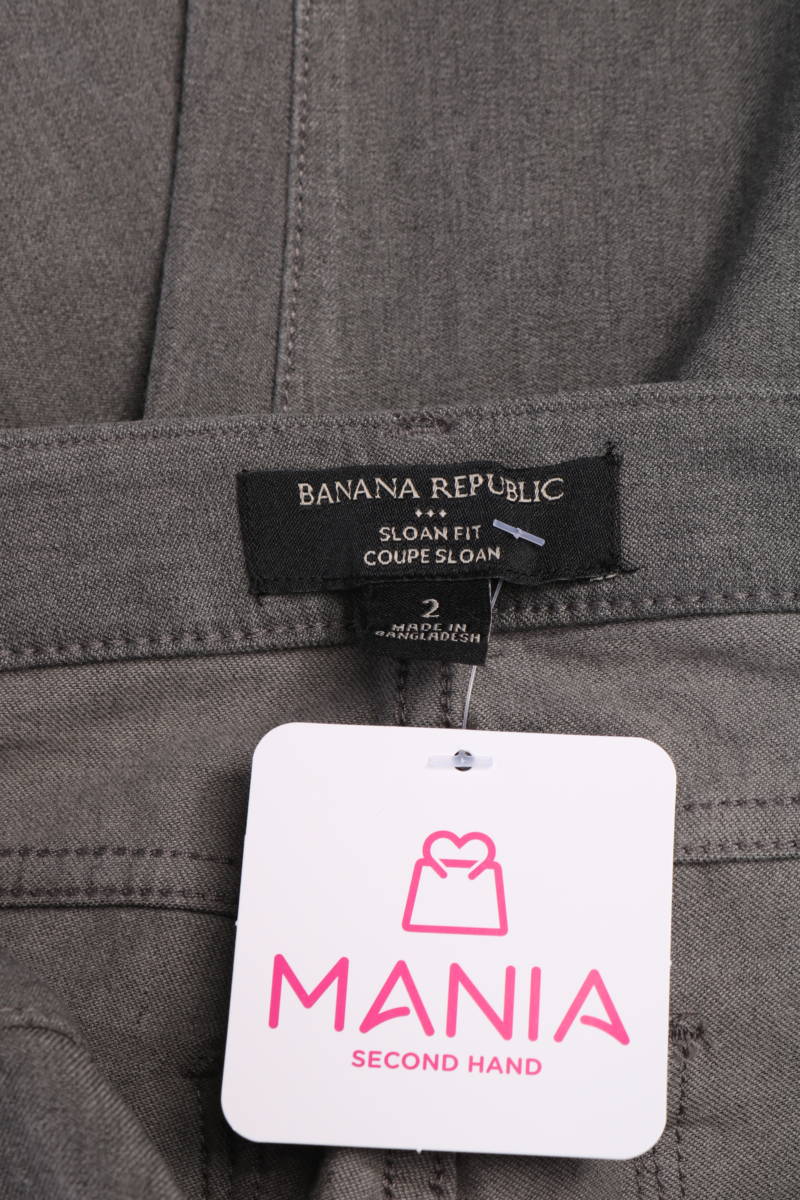 BANANA REPUBLIC
SLOAN FIT
COUPE SLOAN
2
MADE IN
BANGLADESH
MANIA
SECOND HAND